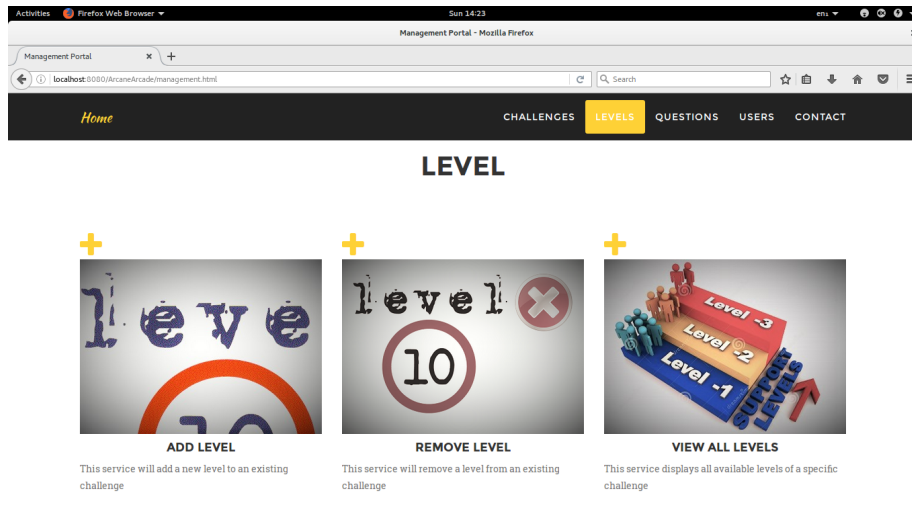 Activities Firefox Web Browser Sun 14:23 en₁
Management Portal - Mozilla Firefox
Management Portal
localhost:8080/ArcaneArcade/management.html Search
Home CHALLENGES LEVELS QUESTIONS USERS CONTACT
LEVEL
leve
10
level
10
Level -3
Level -2
Level -1
SUPPORT
LEVELS
ADD LEVEL REMOVE LEVEL VIEW ALL LEVELS
This service will add a new level to an existing
challenge
This service will remove a level from an existing
challenge
This service displays all available levels of a specific
challenge